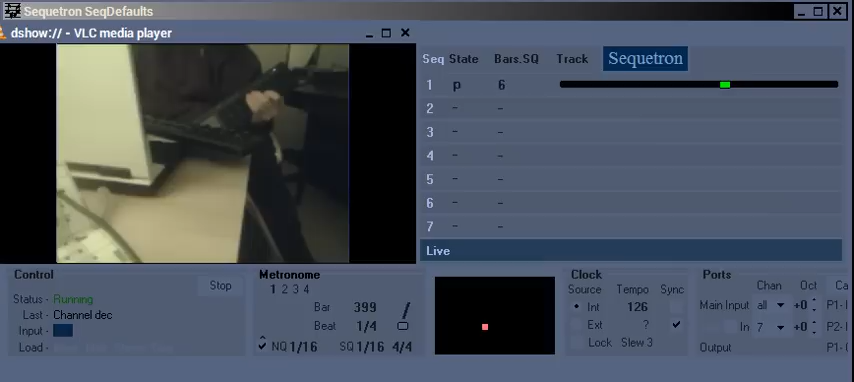 Sequetron SeqDefaults
dshow:// - VLC media player
Seq State Bars.SQ Track Sequetron
1 p 6
2 - -
3 - -
4 - -
5 - -
6 - -
7 - -
Live
Control
Stop
Status - Running
Last - Channel dec
Input -
Load -
Metronome
1 2 3 4
Bar 399 /
Beat 1/4
NQ 1/16 SQ 1/16 4/4
Clock
Source Tempo Sync
Int 126
Ext ?
Lock Slew 3
Ports
Chan Oct Ca
Main Input all +0 P1-
In 7 +0 P2-
Output P1-